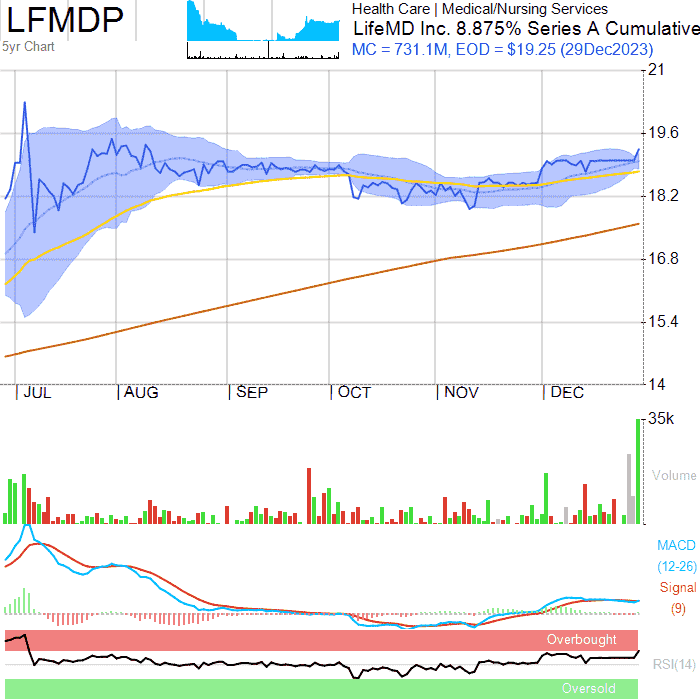 LFMDP
5yr Chart
Health Care | Medical/Nursing Services
LifeMD Inc. 8.875% Series A Cumulative
MC = 731.1M, EOD = $19.25 (29Dec2023)
21
19.6
18.2
16.8
15.4
14
JUL AUG SEP OCT NOV DEC
35k
Volume
MACD
(12-26)
Signal
(9)
Overbought
RSI(14)
Oversold